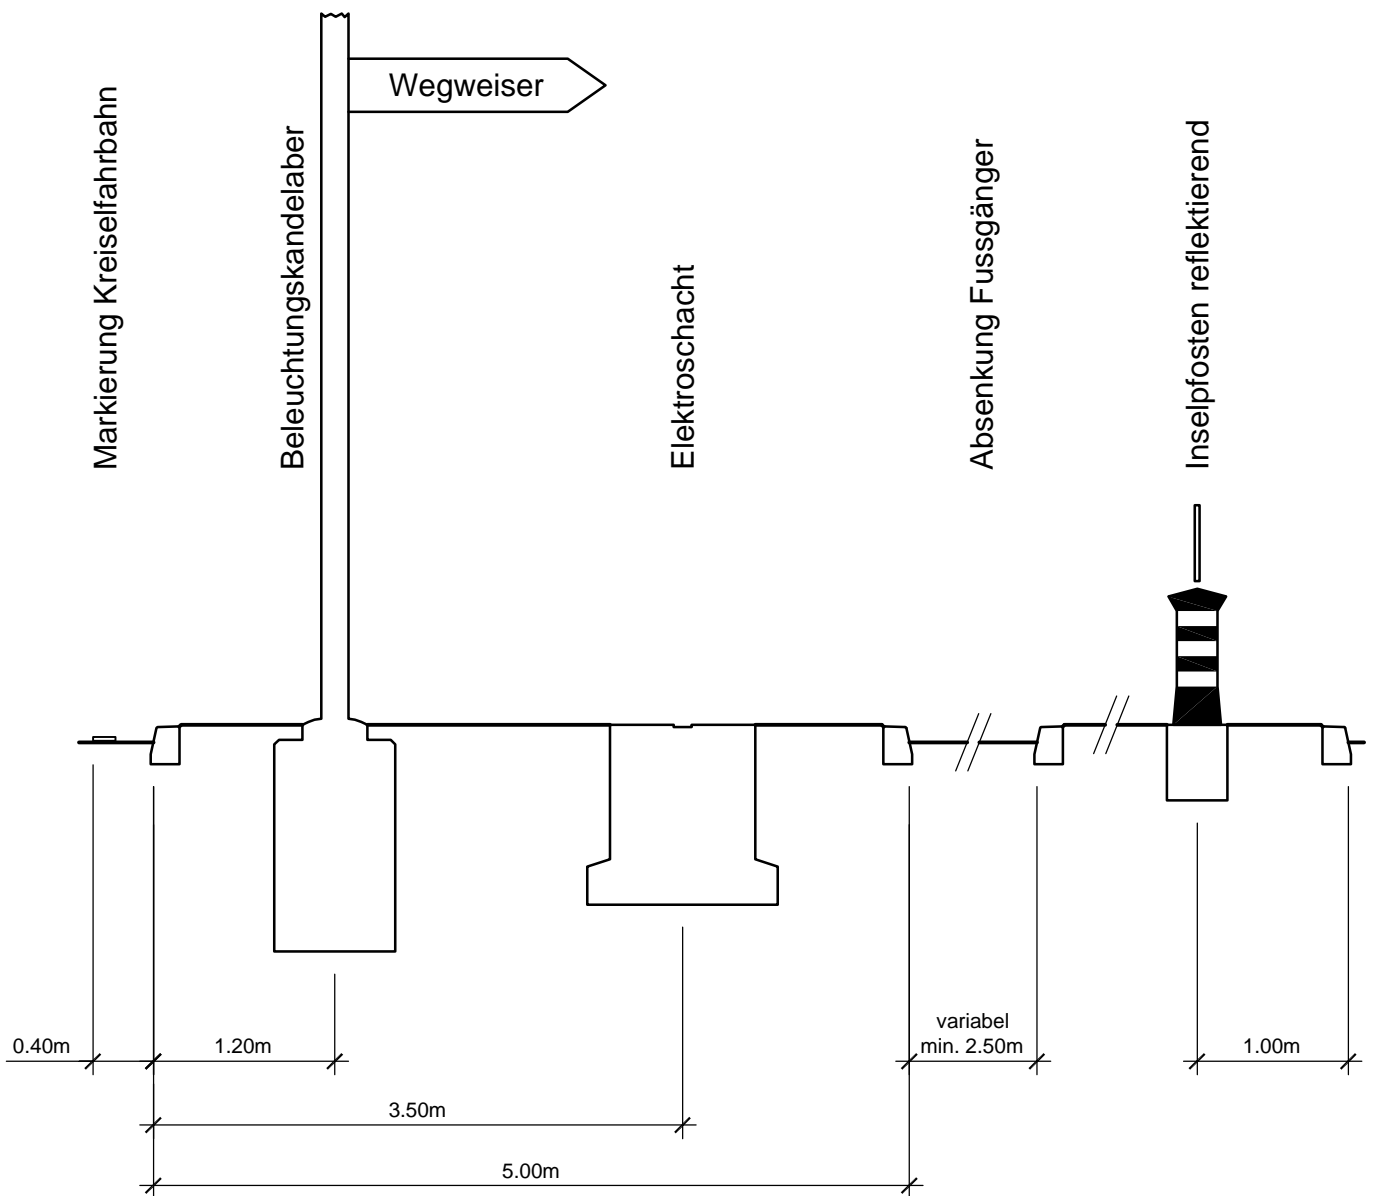 Wegweiser
Markierung Kreiselfahrbahn
Beleuchtungskandelaber
Elektroschacht
Absenkung Fussgänger
Inselpfosten reflektierend
variabel
0.40m
1.20m
min. 2.50m
1.00m
3.50m
5.00m